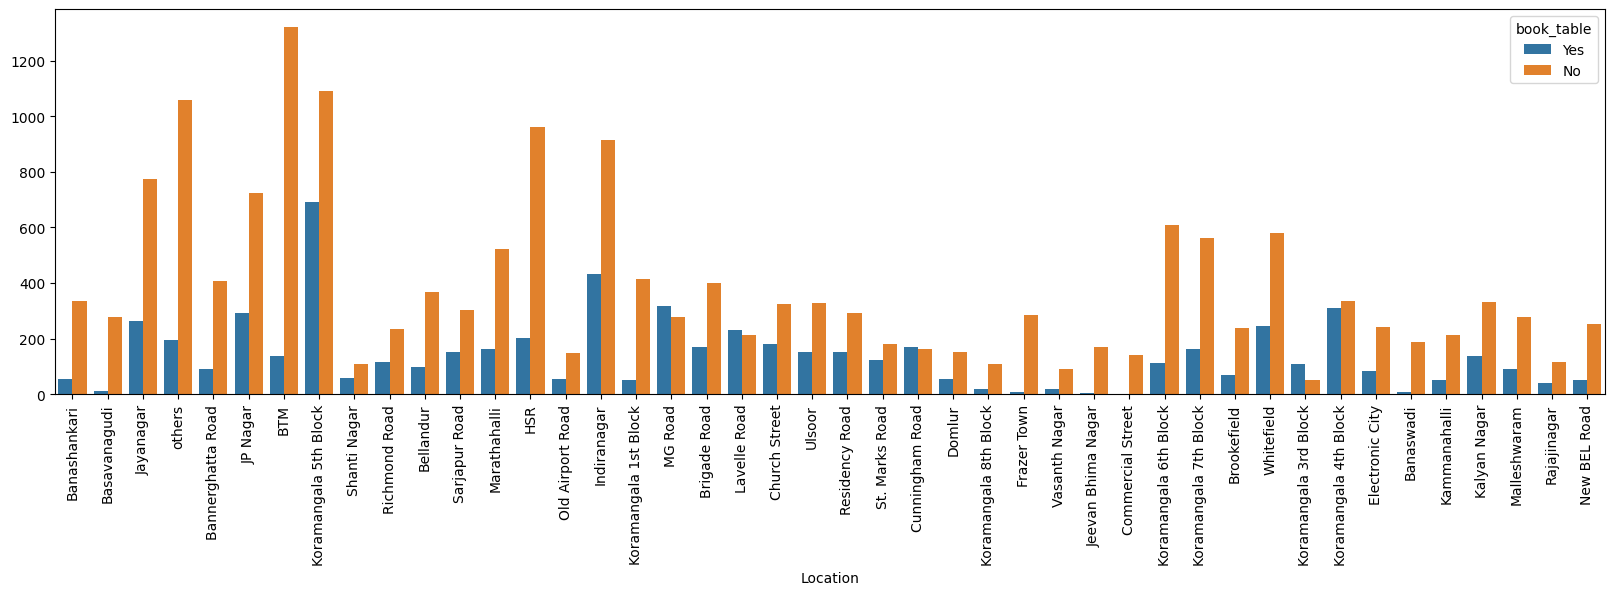 book_table
Yes
No
1200
1000
800
600
400
200
0
Banashankari
Basavanagudi
Jayanagar
others
Bannerghatta Road
JP Nagar
BTM
Koramangala 5th Block
Shanti Nagar
Richmond Road
Bellandur
Sarjapur Road
Marathahalli
HSR
Old Airport Road
Indiranagar
Koramangala 1st Block
MG Road
Brigade Road
Lavelle Road
Church Street
Ulsoor
Residency Road
St. Marks Road
Cunningham Road
Domlur
Koramangala 8th Block
Frazer Town
Vasanth Nagar
Jeevan Bhima Nagar
Commercial Street
Koramangala 6th Block
Koramangala 7th Block
Brookefield
Whitefield
Koramangala 3rd Block
Koramangala 4th Block
Electronic City
Banaswadi
Kammanahalli
Kalyan Nagar
Malleshwaram
Rajajinagar
New BEL Road
Location